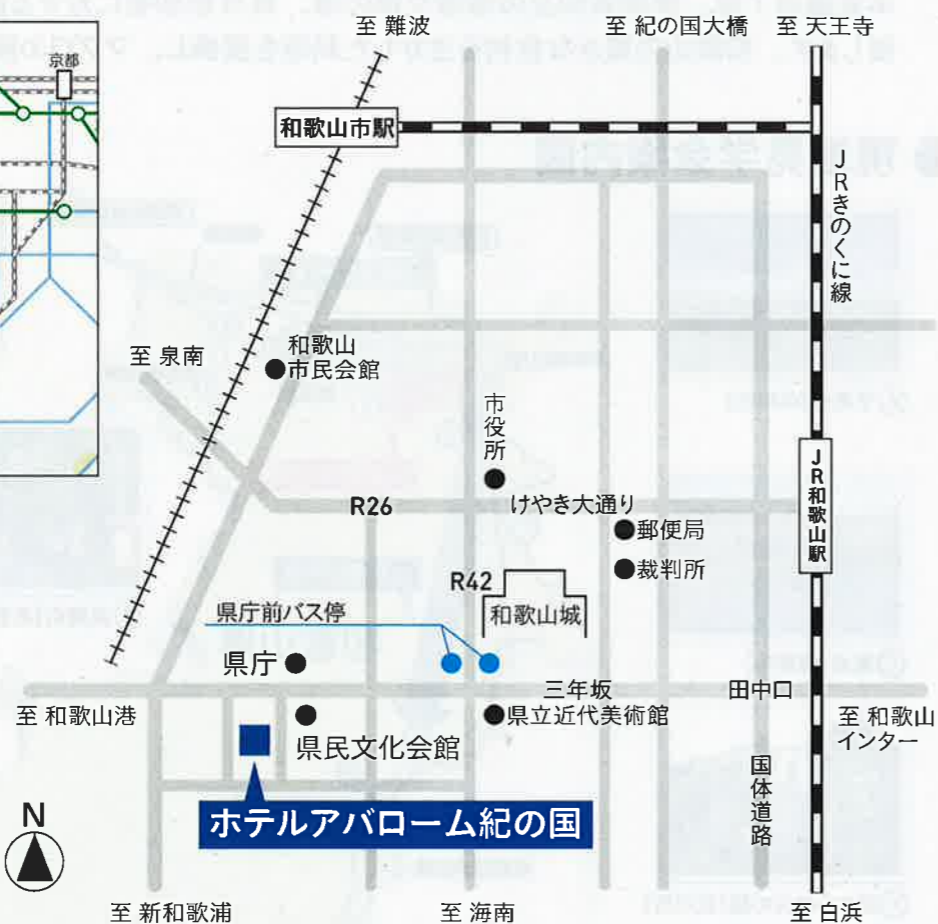 至 難波
至 紀の国大橋
至 天王寺
京都
和歌山市駅
JRきのくに線
至 泉南
和歌山
市民会館
市役所
けやき大通り
R26
郵便局
JR和歌山駅
裁判所
R42
和歌山城
県庁前バス停
県庁
三年坂
田中口
至 和歌山港
県立近代美術館
至 和歌山
インター
県民文化会館
国体道路
ホテルアバローム紀の国
N
至 新和歌浦
至 海南
至 白浜